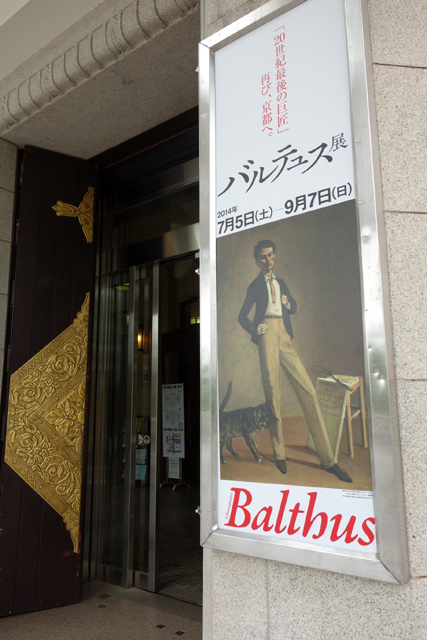 「20世紀最後の巨匠」
再び、京都へ。
バルテュス展
2014年
7月5日(土)―9月7日(日)
Balthus